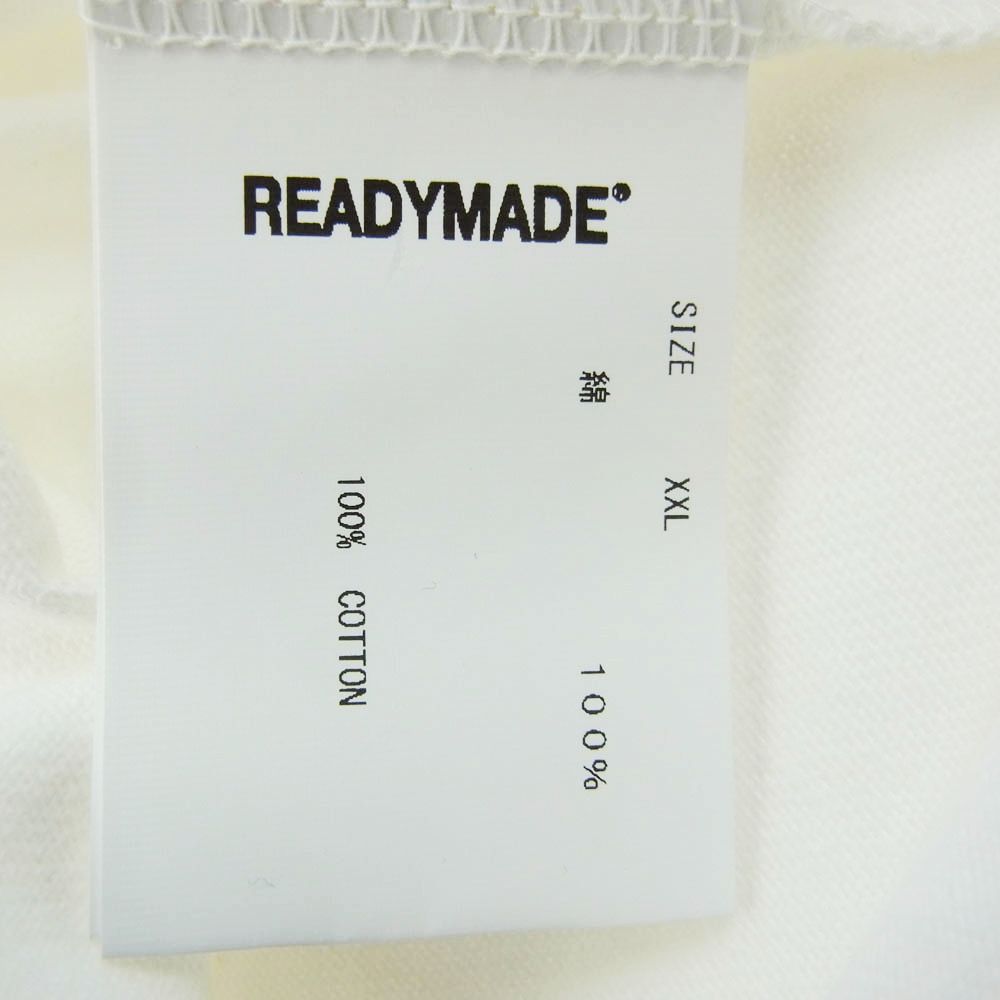 READYMADE®
SIZE XXL
綿 100%
100% COTTON